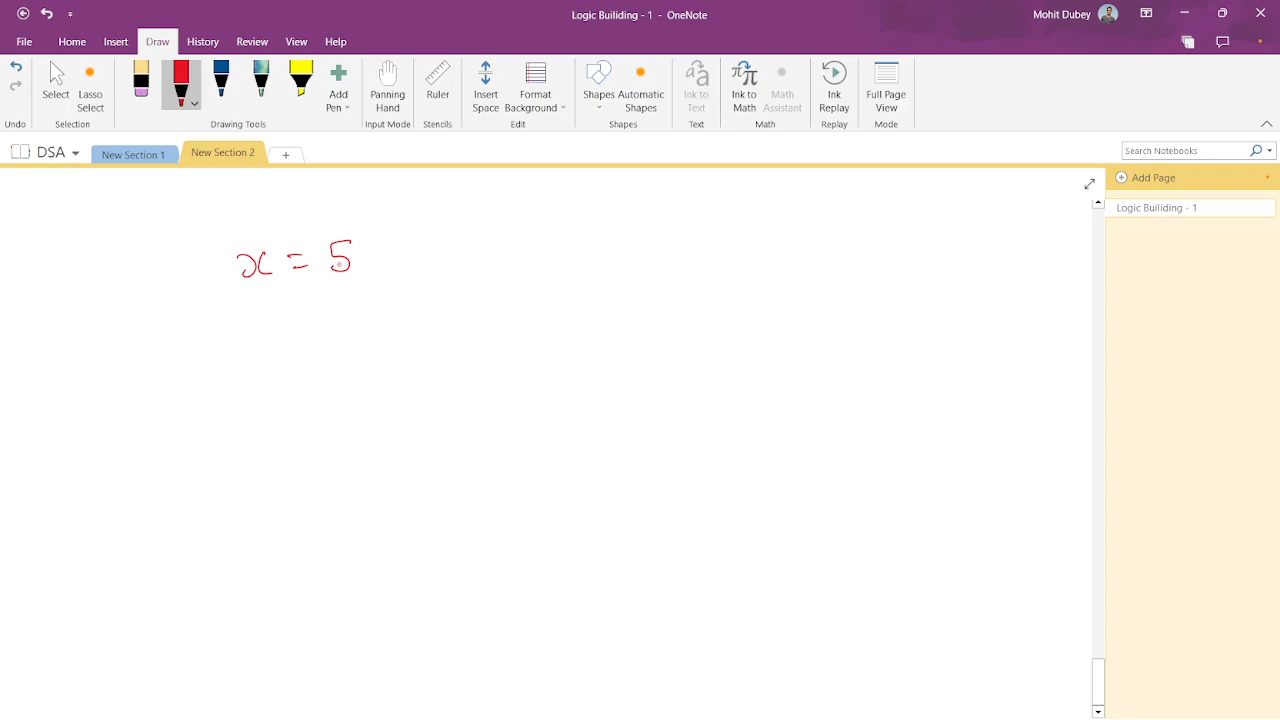 Logic Builiding - 1 - OneNote
Mohit Dubey
File Home Insert Draw History Review View Help
Undo
Select
Lasso Select
Selection
Drawing Tools
Add Pen
Panning Hand
Input Mode
Ruler
Stencils
Insert Space
Format Background
Edit
Shapes
Automatic Shapes
Shapes
Ink to Text
Text
Ink to Math
Math Assistant
Math
Ink Replay
Replay
Full Page View
Mode
DSA
New Section 1
New Section 2
Search Notebooks
Add Page
Logic Builiding - 1
x = 5